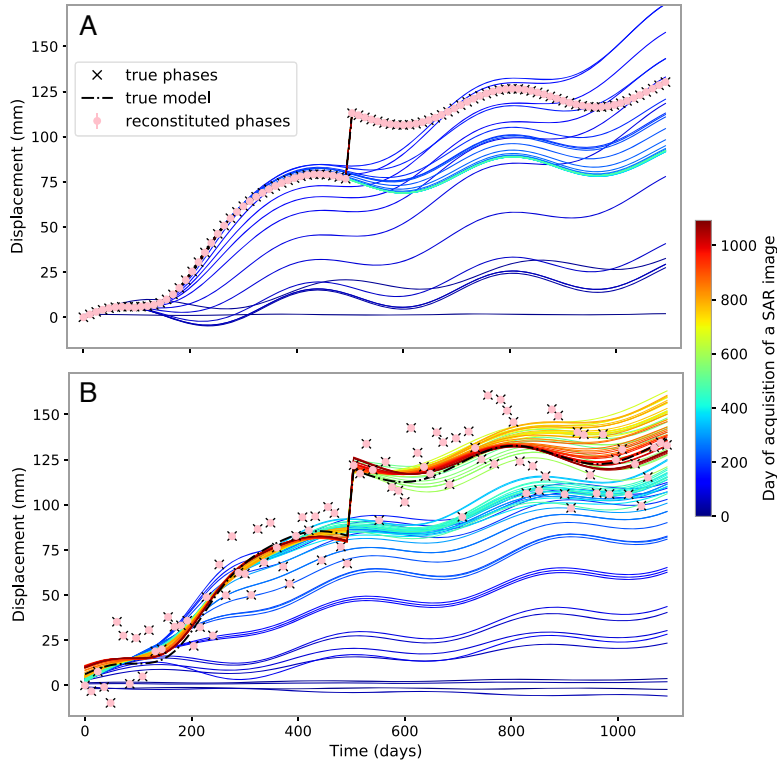 A
true phases
true model
reconstituted phases
Displacement (mm)
150
125
100
75
50
25
0
B
Displacement (mm)
150
125
100
75
50
25
0
0
200
400
600
800
1000
Time (days)
1000
800
600
400
200
0
Day of acquisition of a SAR image